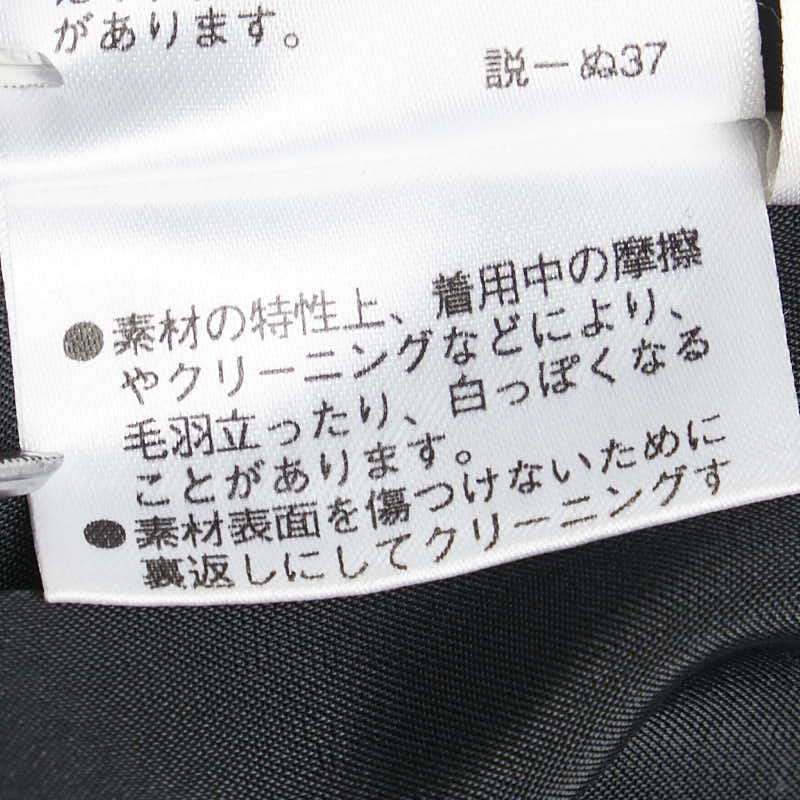 があります。
説ーぬ37
●素材の特性上、着用中の摩擦
やクリーニングなどにより、
毛羽立ったり、白っぽくなる
ことがあります。
●素材表面を傷つけないために
裏返しにしてクリーニングす